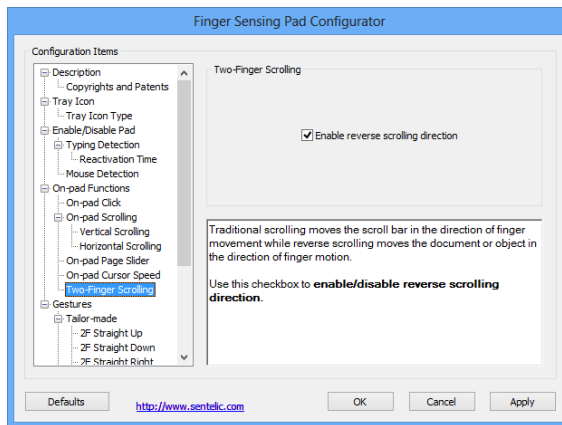 Finger Sensing Pad Configurator
Configuration Items
Description
Copyrights and Patents
Tray Icon
Tray Icon Type
Enable/Disable Pad
Typing Detection
Reactivation Time
Mouse Detection
On-pad Functions
On-pad Click
On-pad Scrolling
Vertical Scrolling
Horizontal Scrolling
On-pad Page Slider
On-pad Cursor Speed
Two-Finger Scrolling
Gestures
Tailor-made
2F Straight Up
2F Straight Down
2F Straight Right
Two-Finger Scrolling
Enable reverse scrolling direction
Traditional scrolling moves the scroll bar in the direction of finger
movement while reverse scrolling moves the document or object in
the direction of finger motion.
Use this checkbox to enable/disable reverse scrolling
direction.
Defaults
http://www.sentelic.com
OK
Cancel
Apply